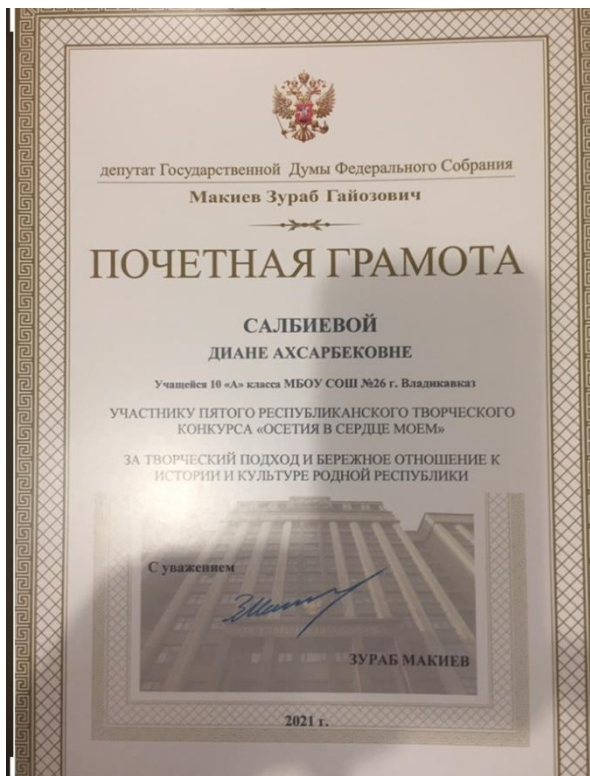 депутат Государственной Думы Федерального Собрания
Макиев Зураб Гайозович
ПОЧЕТНАЯ ГРАМОТА
САЛБИЕВОЙ
ДИАНЕ АХСАРБЕКОВНЕ
Учащейся 10 «А» класса МБОУ СОШ №26 г. Владикавказ
УЧАСТНИКУ ПЯТОГО РЕСПУБЛИКАНСКОГО ТВОРЧЕСКОГО
КОНКУРСА «ОСЕТИЯ В СЕРДЦЕ МОЕМ»
ЗА ТВОРЧЕСКИЙ ПОДХОД И БЕРЕЖНОЕ ОТНОШЕНИЕ К
ИСТОРИИ И КУЛЬТУРЕ РОДНОЙ РЕСПУБЛИКИ
С уважением
ЗУРАБ МАКИЕВ
2021 г.